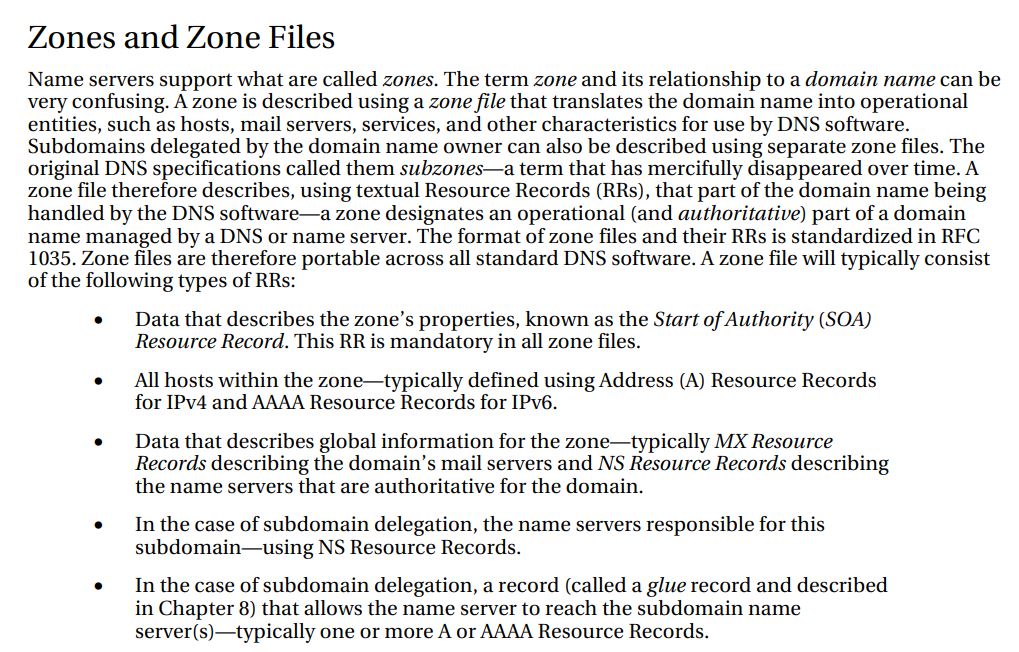 Zones and Zone Files
Name servers support what are called zones. The term zone and its relationship to a domain name can be
very confusing. A zone is described using a zone file that translates the domain name into operational
entities, such as hosts, mail servers, services, and other characteristics for use by DNS software.
Subdomains delegated by the domain name owner can also be described using separate zone files. The
original DNS specifications called them subzones—a term that has mercifully disappeared over time. A
zone file therefore describes, using textual Resource Records (RRs), that part of the domain name being
handled by the DNS software—a zone designates an operational (and authoritative) part of a domain
name managed by a DNS or name server. The format of zone files and their RRs is standardized in RFC
1035. Zone files are therefore portable across all standard DNS software. A zone file will typically consist
of the following types of RRs:
• Data that describes the zone’s properties, known as the Start of Authority (SOA)
Resource Record. This RR is mandatory in all zone files.
• All hosts within the zone—typically defined using Address (A) Resource Records
for IPv4 and AAAA Resource Records for IPv6.
• Data that describes global information for the zone—typically MX Resource
Records describing the domain’s mail servers and NS Resource Records describing
the name servers that are authoritative for the domain.
• In the case of subdomain delegation, the name servers responsible for this
subdomain—using NS Resource Records.
• In the case of subdomain delegation, a record (called a glue record and described
in Chapter 8) that allows the name server to reach the subdomain name
server(s)—typically one or more A or AAAA Resource Records.